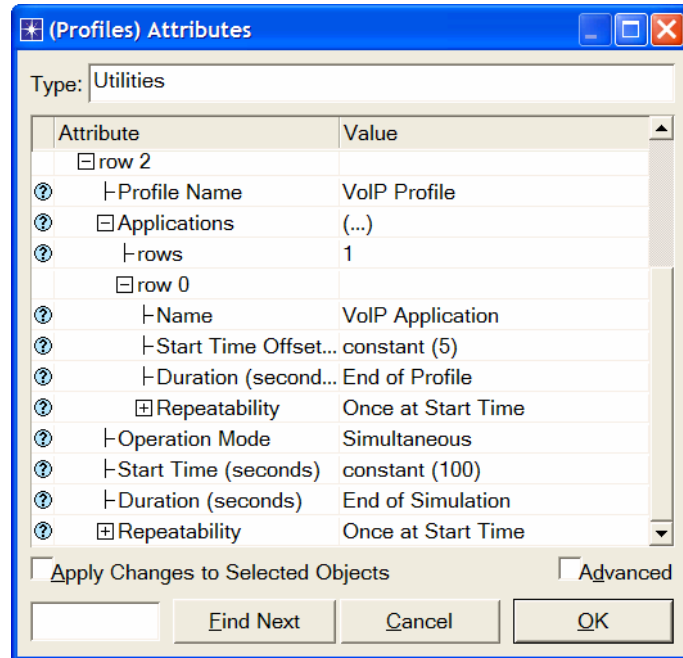 (Profiles) Attributes
Type: Utilities
Attribute Value
row 2
Profile Name VoIP Profile
Applications (...)
rows 1
row 0
Name VoIP Application
Start Time Offset... constant (5)
Duration (second... End of Profile
Repeatability Once at Start Time
Operation Mode Simultaneous
Start Time (seconds) constant (100)
Duration (seconds) End of Simulation
Repeatability Once at Start Time
Apply Changes to Selected Objects Advanced
Find Next Cancel OK